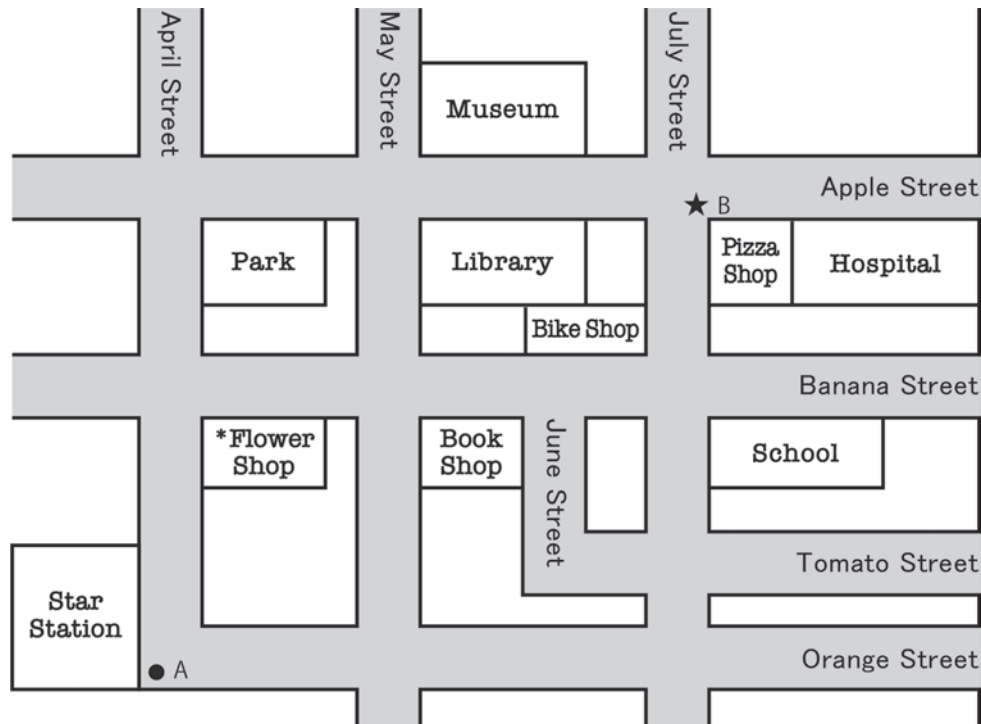 April Street
May Street
July Street
Museum
Apple Street
★ B
Park
Library
Pizza
Shop
Hospital
Bike Shop
Banana Street
*Flower
Shop
Book
Shop
June Street
School
Tomato Street
Star
Station
● A
Orange Street